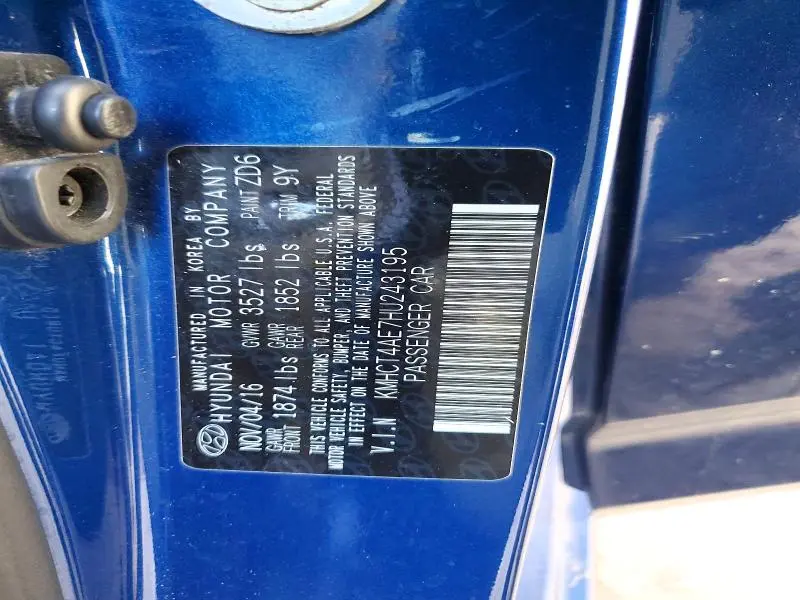 MANUFACTURED IN KOREA BY
HYUNDAI MOTOR COMPANY
NOV/04/16 GVWR 3527 lbs PAINT ZD6
GAWR FRONT 1874 lbs GAWR REAR 1852 lbs TRIM 9Y
THIS VEHICLE CONFORMS TO ALL APPLICABLE U.S.A. FEDERAL
MOTOR VEHICLE SAFETY, BUMPER, AND THEFT PREVENTION STANDARDS
IN EFFECT ON THE DATE OF MANUFACTURE SHOWN ABOVE
V.I.N KMHCT4AE7HU243195
PASSENGER CAR